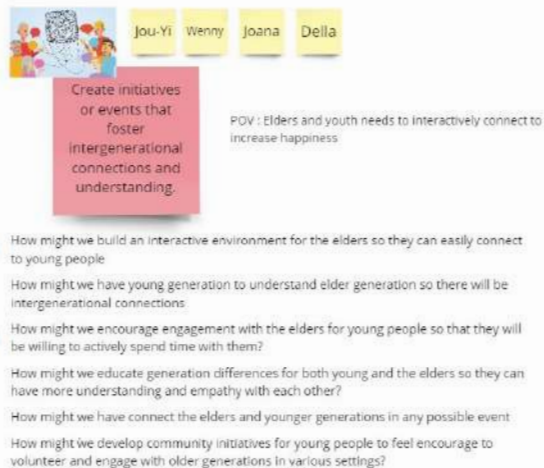 Jou-Yi
Wenny
Joana
Della
Create initiatives
or events that
foster
intergenerational
connections and
understanding.
POV : Elders and youth needs to interactively connect to
increase happiness
How might we build an interactive environment for the elders so they can easily connect
to young people
How might we have young generation to understand elder generation so there will be
intergenerational connections
How might we encourage engagement with the elders for young people so that they will
be willing to actively spend time with them?
How might we educate generation differences for both young and the elders so they can
have more understanding and empathy with each other?
How might we have connect the elders and younger generations in any possible event
How might we develop community initiatives for young people to feel encourage to
volunteer and engage with older generations in various settings?